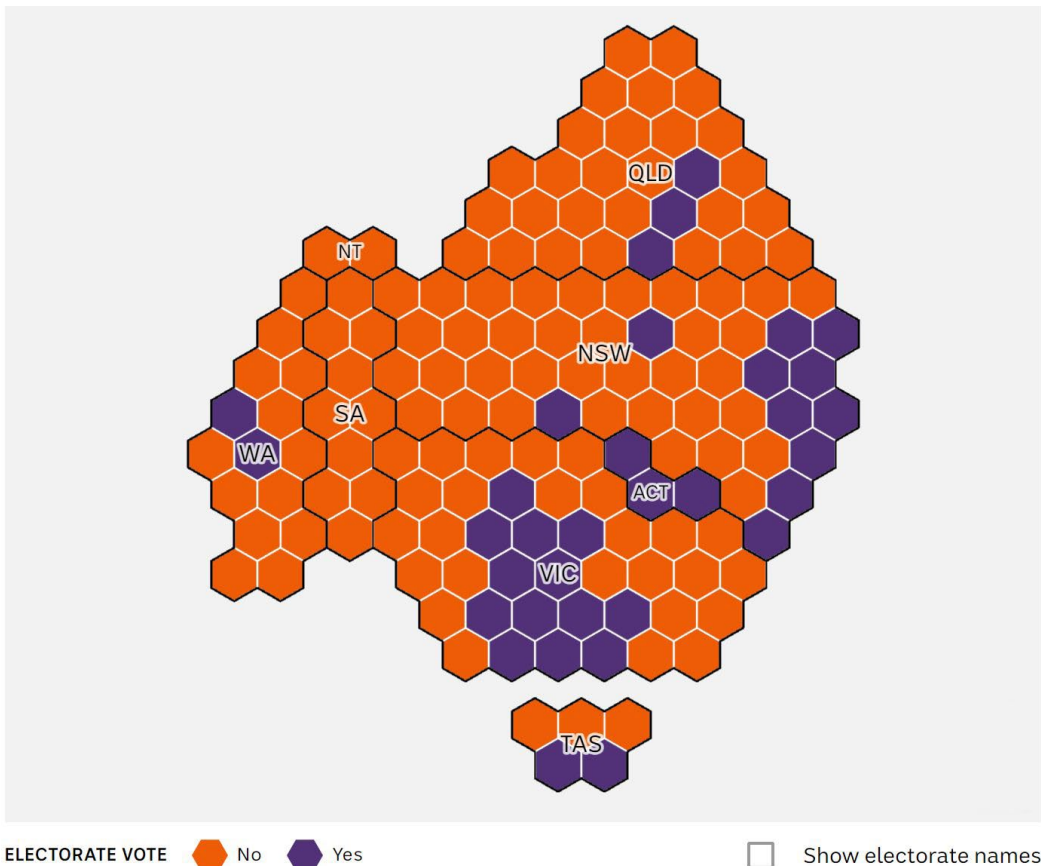 QLD
NT
NSW
SA
WA
ACT
VIC
TAS
ELECTORATE VOTE No Yes Show electorate names